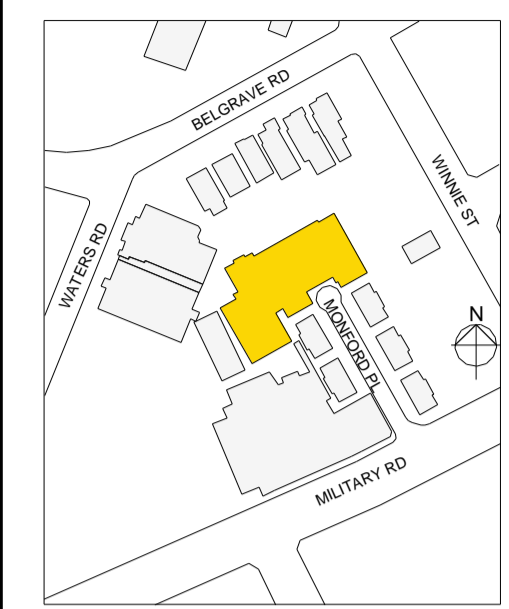 BELGRAVE RD
WINNIE ST
WATERS RD
N
MONFORD PL
MILITARY RD